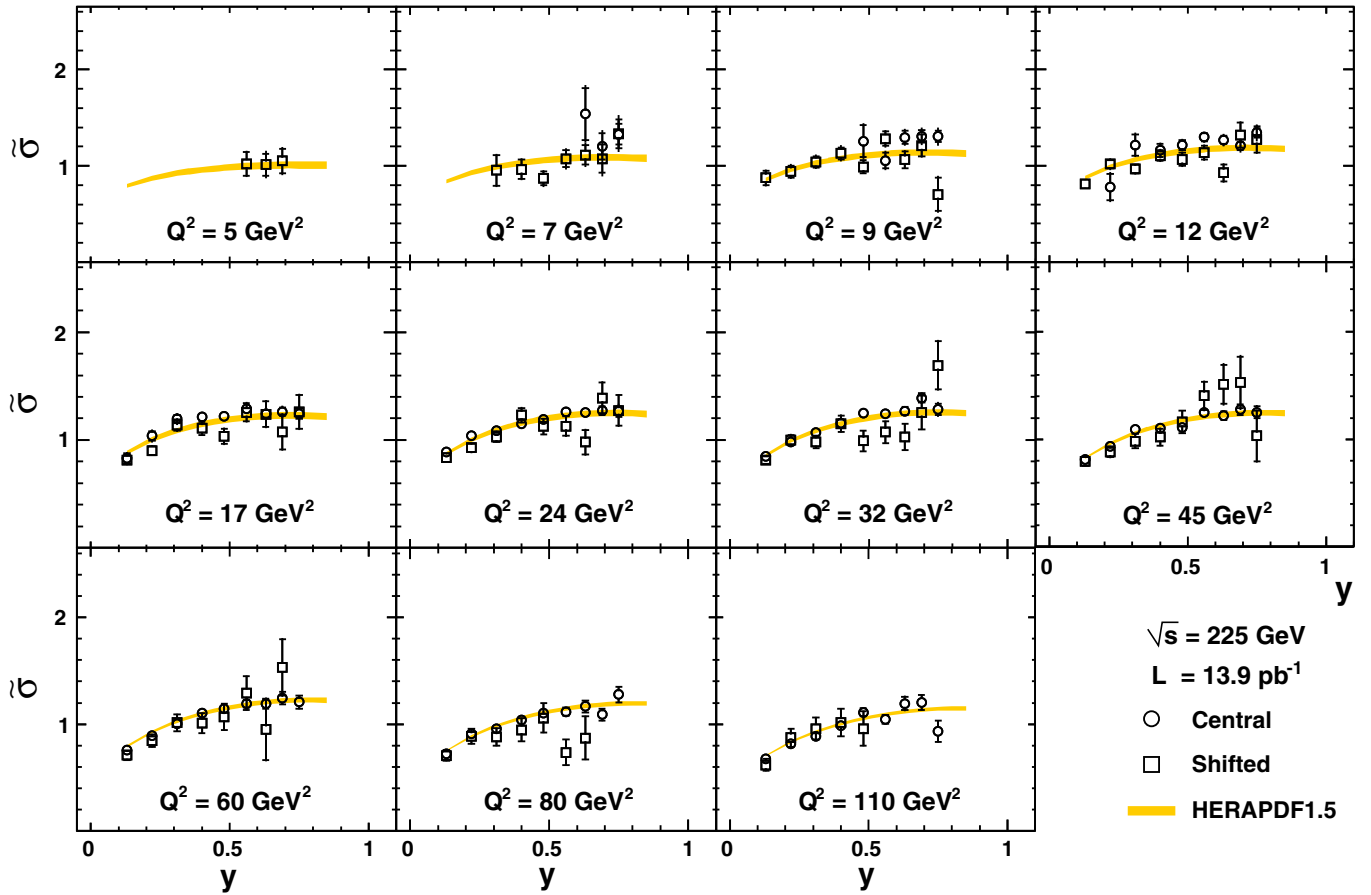 2
1
σ̃
Q² = 5 GeV²
Q² = 7 GeV²
Q² = 9 GeV²
Q² = 12 GeV²
2
1
σ̃
Q² = 17 GeV²
Q² = 24 GeV²
Q² = 32 GeV²
Q² = 45 GeV²
0 0.5 1
y
2
1
σ̃
Q² = 60 GeV²
Q² = 80 GeV²
Q² = 110 GeV²
0 0.5 1
y
0 0.5 1
y
0 0.5 1
y
√s = 225 GeV
L = 13.9 pb⁻¹
Central
Shifted
HERAPDF1.5